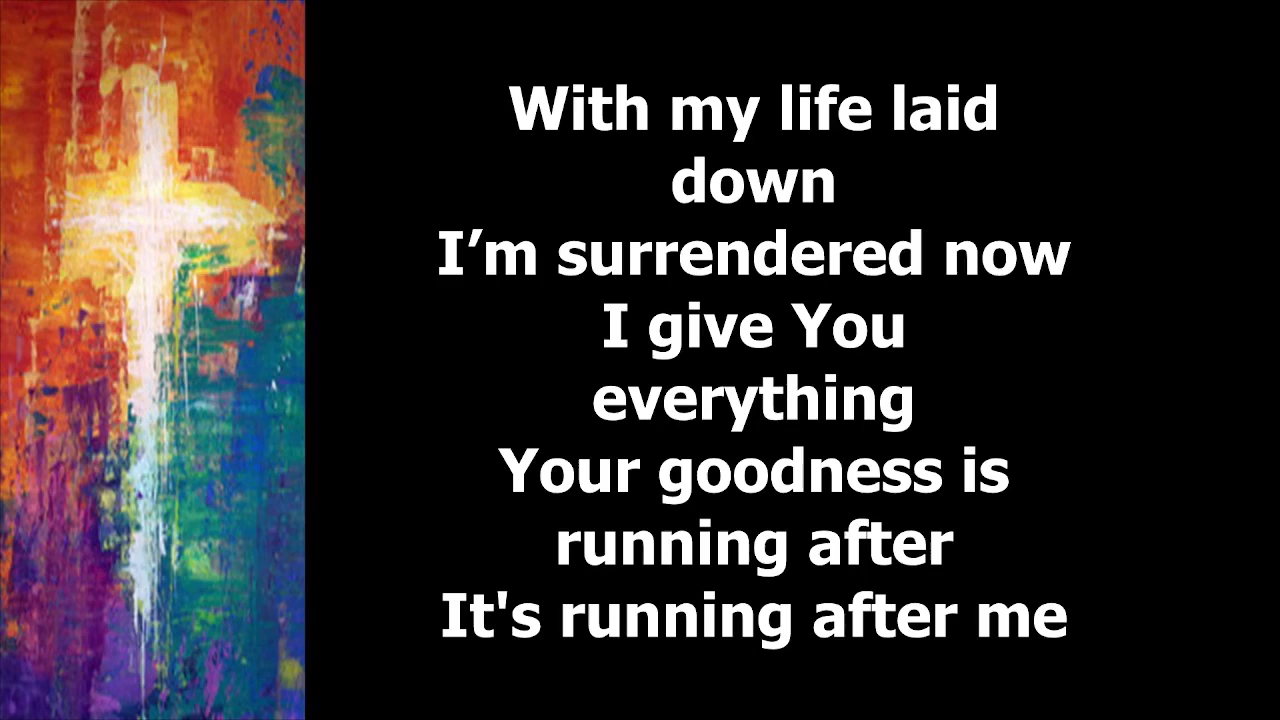 With my life laid
down
I’m surrendered now
I give You
everything
Your goodness is
running after
It's running after me